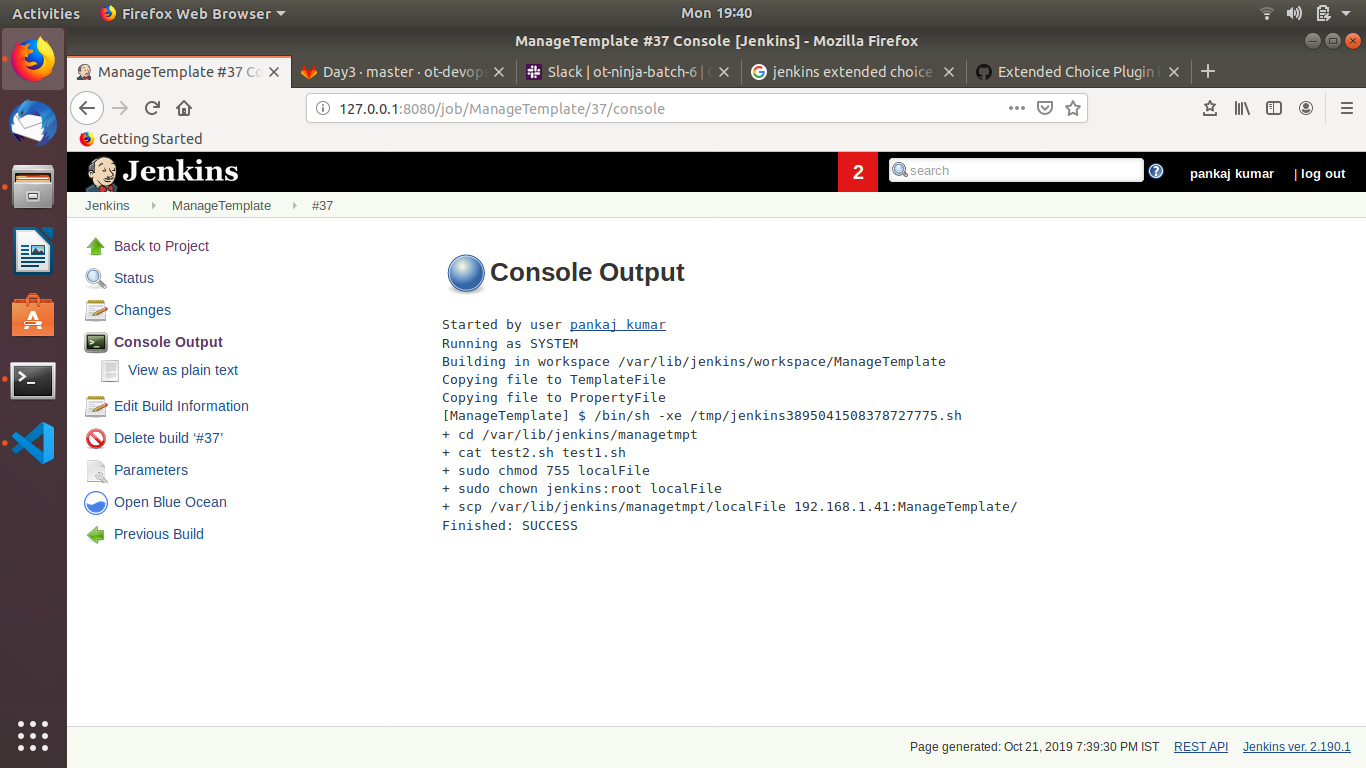 Activities
Firefox Web Browser
Mon 19:40
ManageTemplate #37 Console [Jenkins] - Mozilla Firefox
ManageTemplate #37 Co
Day3 · master · ot-devops
Slack | ot-ninja-batch-6 |
jenkins extended choice
Extended Choice Plugin
127.0.0.1:8080/job/ManageTemplate/37/console
Getting Started
Jenkins
2
search
pankaj kumar
| log out
Jenkins
ManageTemplate
#37
Back to Project
Status
Changes
Console Output
View as plain text
Edit Build Information
Delete build ‘#37’
Parameters
Open Blue Ocean
Previous Build
Console Output
Started by user pankaj kumar
Running as SYSTEM
Building in workspace /var/lib/jenkins/workspace/ManageTemplate
Copying file to TemplateFile
Copying file to PropertyFile
[ManageTemplate] $ /bin/sh -xe /tmp/jenkins3895041508378727775.sh
+ cd /var/lib/jenkins/managetmpt
+ cat test2.sh test1.sh
+ sudo chmod 755 localFile
+ sudo chown jenkins:root localFile
+ scp /var/lib/jenkins/managetmpt/localFile 192.168.1.41:ManageTemplate/
Finished: SUCCESS
Page generated: Oct 21, 2019 7:39:30 PM IST
REST API
Jenkins ver. 2.190.1